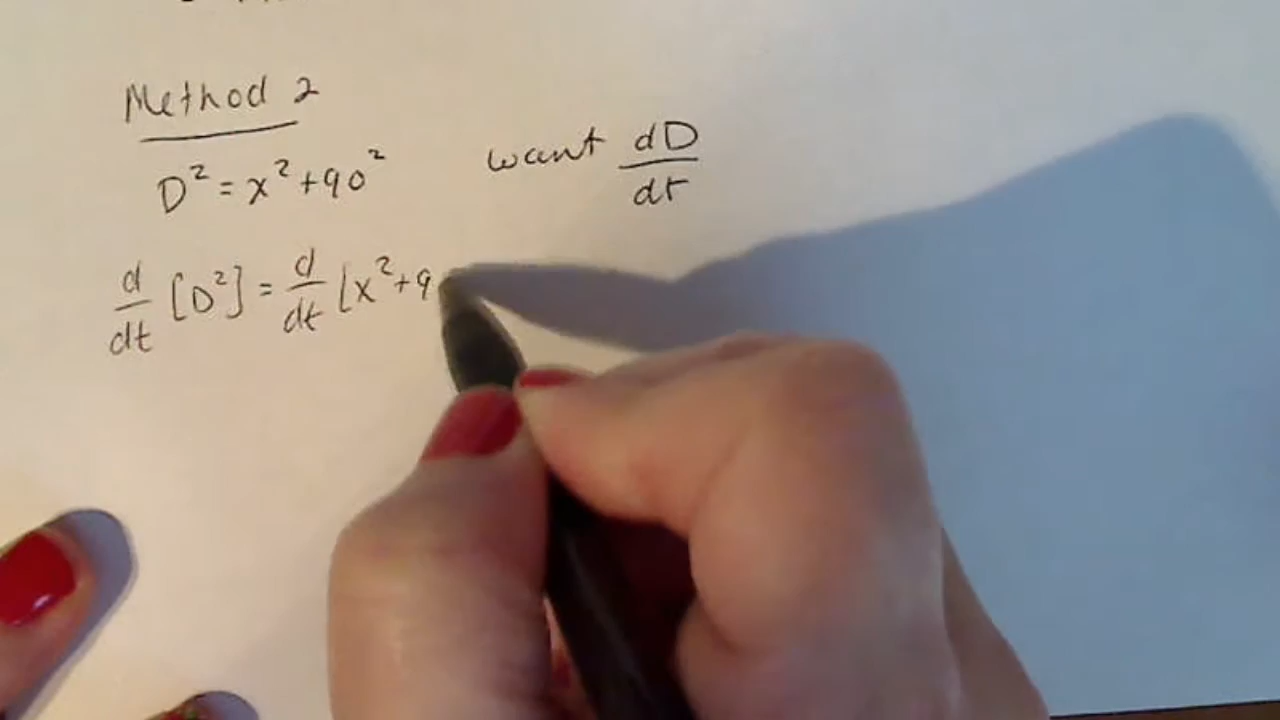 Method 2
D² = x² + 90² want dD/dt
d/dt [D²] = d/dt [x² + 9